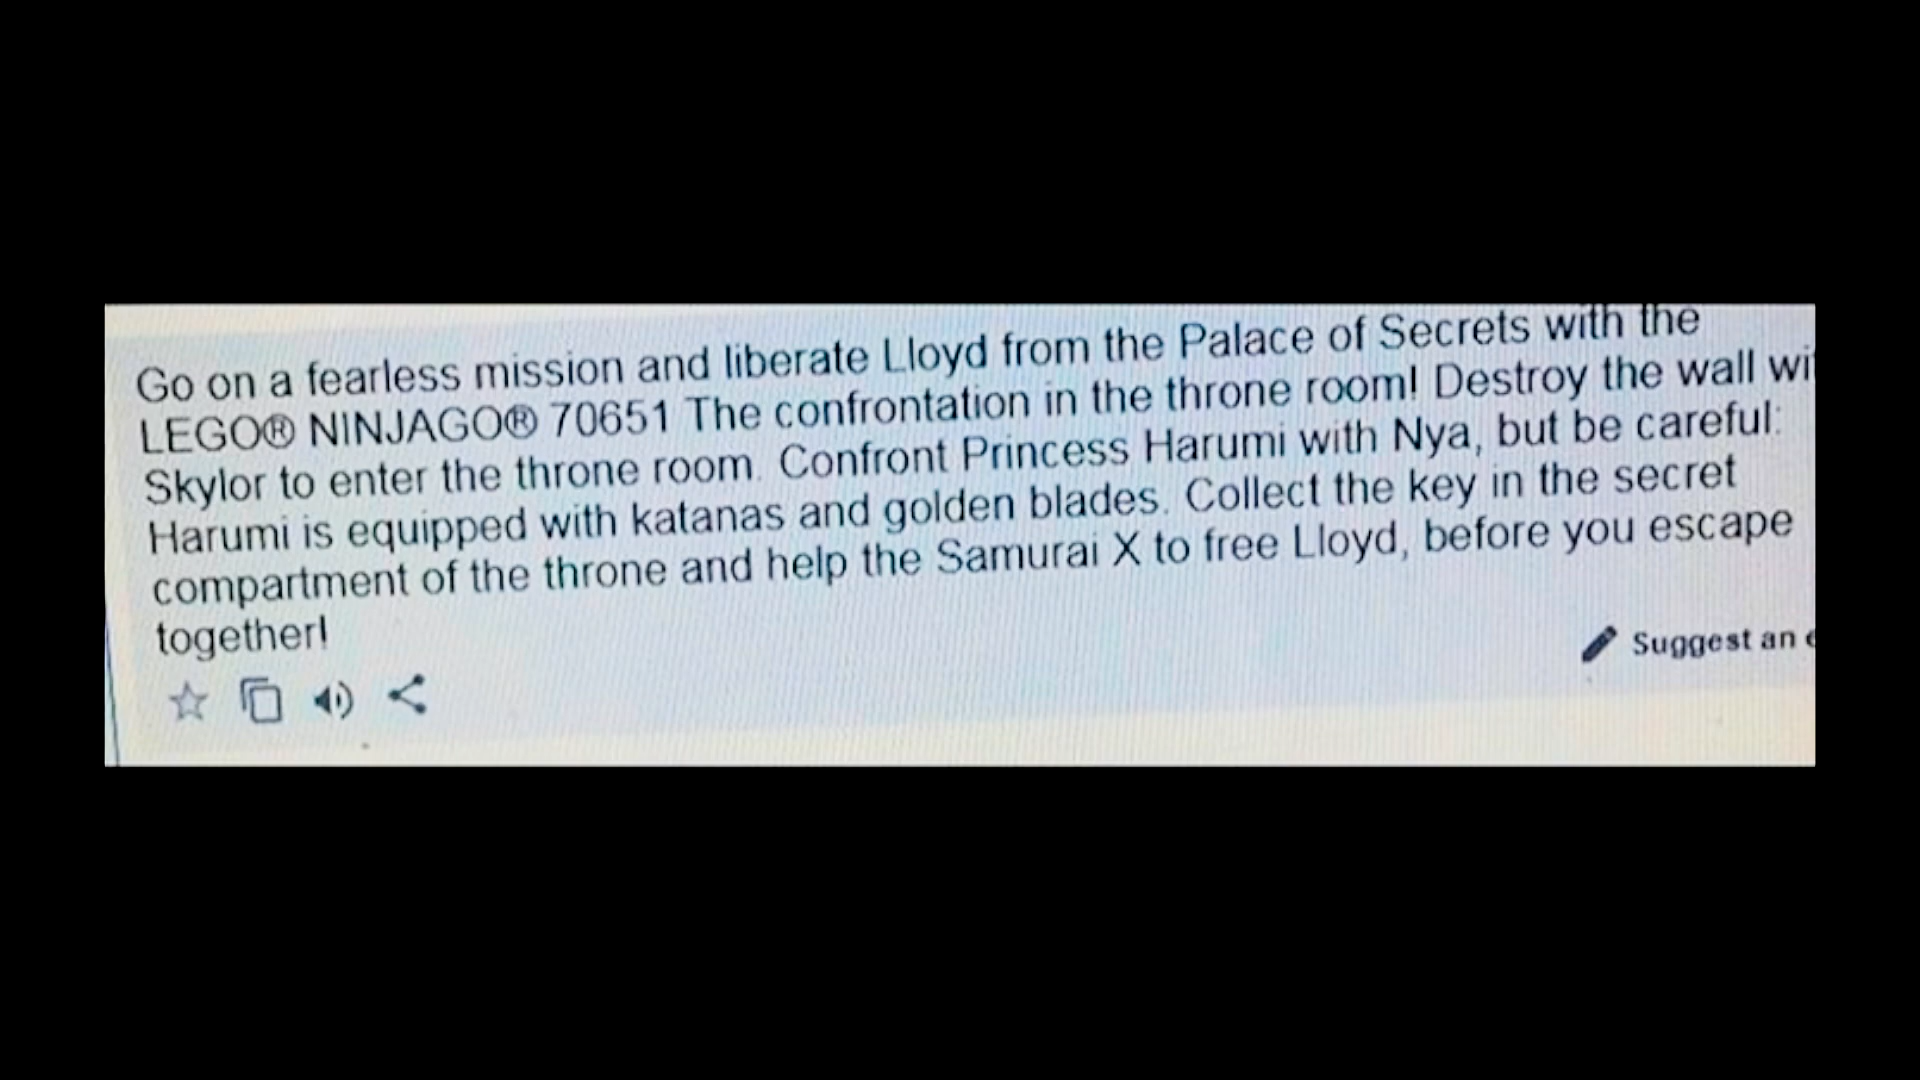 Go on a fearless mission and liberate Lloyd from the Palace of Secrets with the
LEGO® NINJAGO® 70651 The confrontation in the throne room! Destroy the wall wi
Skylor to enter the throne room. Confront Princess Harumi with Nya, but be careful:
Harumi is equipped with katanas and golden blades. Collect the key in the secret
compartment of the throne and help the Samurai X to free Lloyd, before you escape
together!
Suggest an e